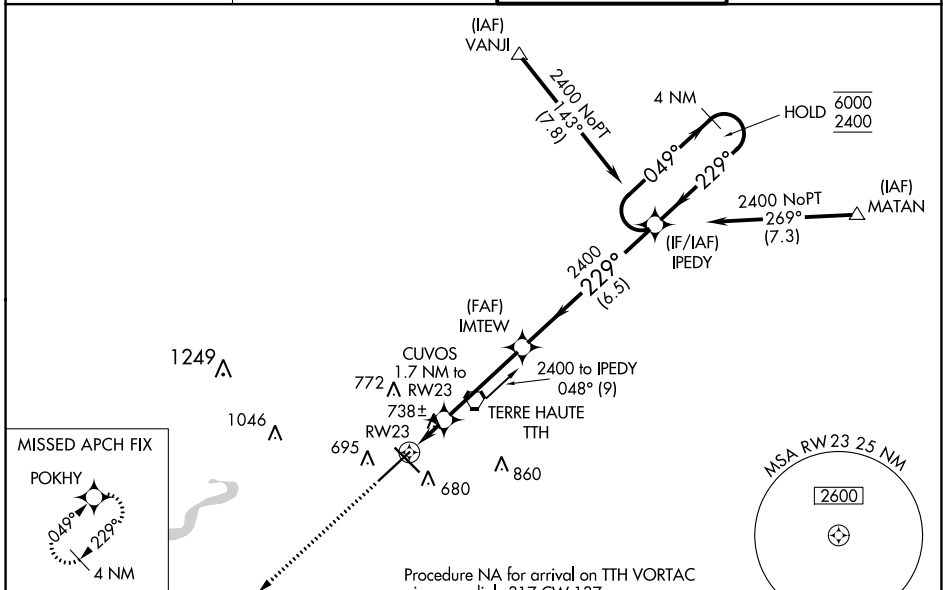 (IAF)
VANJI
2400 NoPT
143°
(7.8)
4 NM
HOLD
6000
2400
049°
229°
(IAF)
MATAN
2400 NoPT
269°
(7.3)
(IF/IAF)
IPEDY
2400
229°
(6.5)
(FAF)
IMTEW
CUVOS
1.7 NM to
RW23
2400 to IPEDY
048° (9)
TERRE HAUTE
TTH
1249
772
738±
1046
RW23
695
680
860
MISSED APCH FIX
POKHY
049°
229°
4 NM
MSA RW 23 25 NM
2600
Procedure NA for arrival on TTH VORTAC